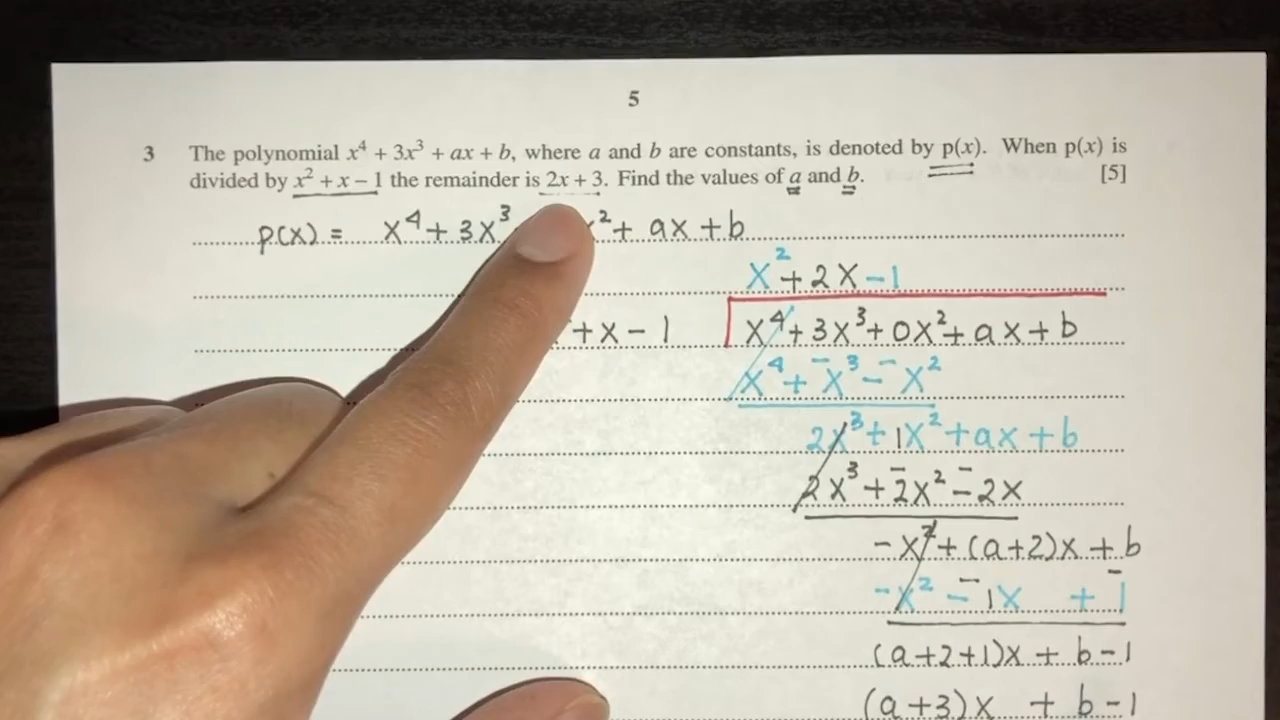 5
3 The polynomial x⁴ + 3x³ + ax + b, where a and b are constants, is denoted by p(x). When p(x) is
divided by x² + x − 1 the remainder is 2x + 3. Find the values of a and b. [5]
p(x) = x⁴ + 3x³ ² + ax + b
x² + 2x − 1
+ x − 1 x⁴ + 3x³ + 0x² + ax + b
x⁴ + x³ − x²
2x³ + 1x² + ax + b
2x³ + 2x² − 2x
−x² + (a+2)x + b
−x² − 1x + 1
(a+2+1)x + b−1
(a+3)x + b−1